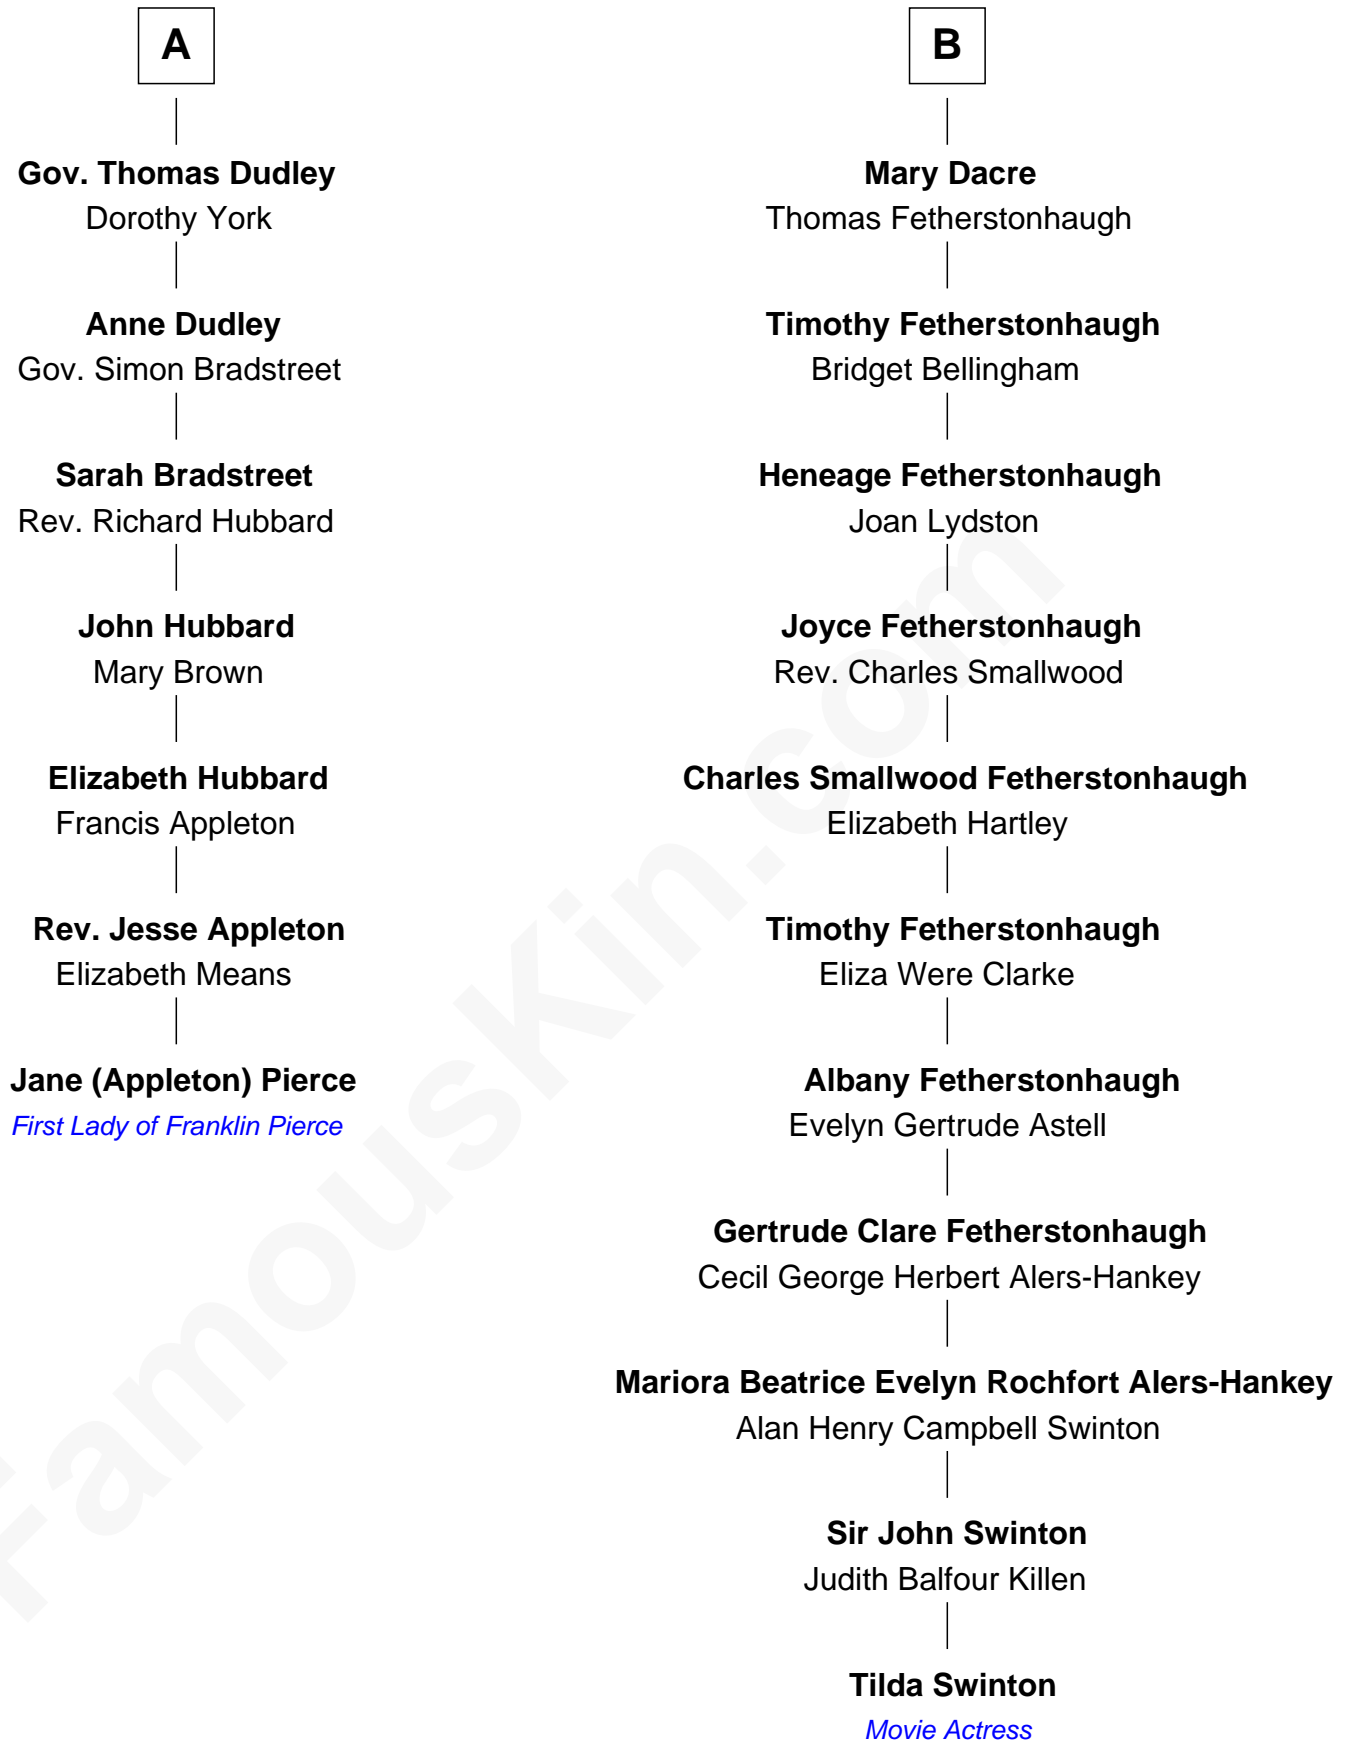 A
Gov. Thomas Dudley
Dorothy York
Anne Dudley
Gov. Simon Bradstreet
Sarah Bradstreet
Rev. Richard Hubbard
John Hubbard
Mary Brown
Elizabeth Hubbard
Francis Appleton
Rev. Jesse Appleton
Elizabeth Means
Jane (Appleton) Pierce
First Lady of Franklin Pierce
B
Mary Dacre
Thomas Fetherstonhaugh
Timothy Fetherstonhaugh
Bridget Bellingham
Heneage Fetherstonhaugh
Joan Lydston
Joyce Fetherstonhaugh
Rev. Charles Smallwood
Charles Smallwood Fetherstonhaugh
Elizabeth Hartley
Timothy Fetherstonhaugh
Eliza Were Clarke
Albany Fetherstonhaugh
Evelyn Gertrude Astell
Gertrude Clare Fetherstonhaugh
Cecil George Herbert Alers-Hankey
Mariora Beatrice Evelyn Rochfort Alers-Hankey
Alan Henry Campbell Swinton
Sir John Swinton
Judith Balfour Killen
Tilda Swinton
Movie Actress
FamousKin.com